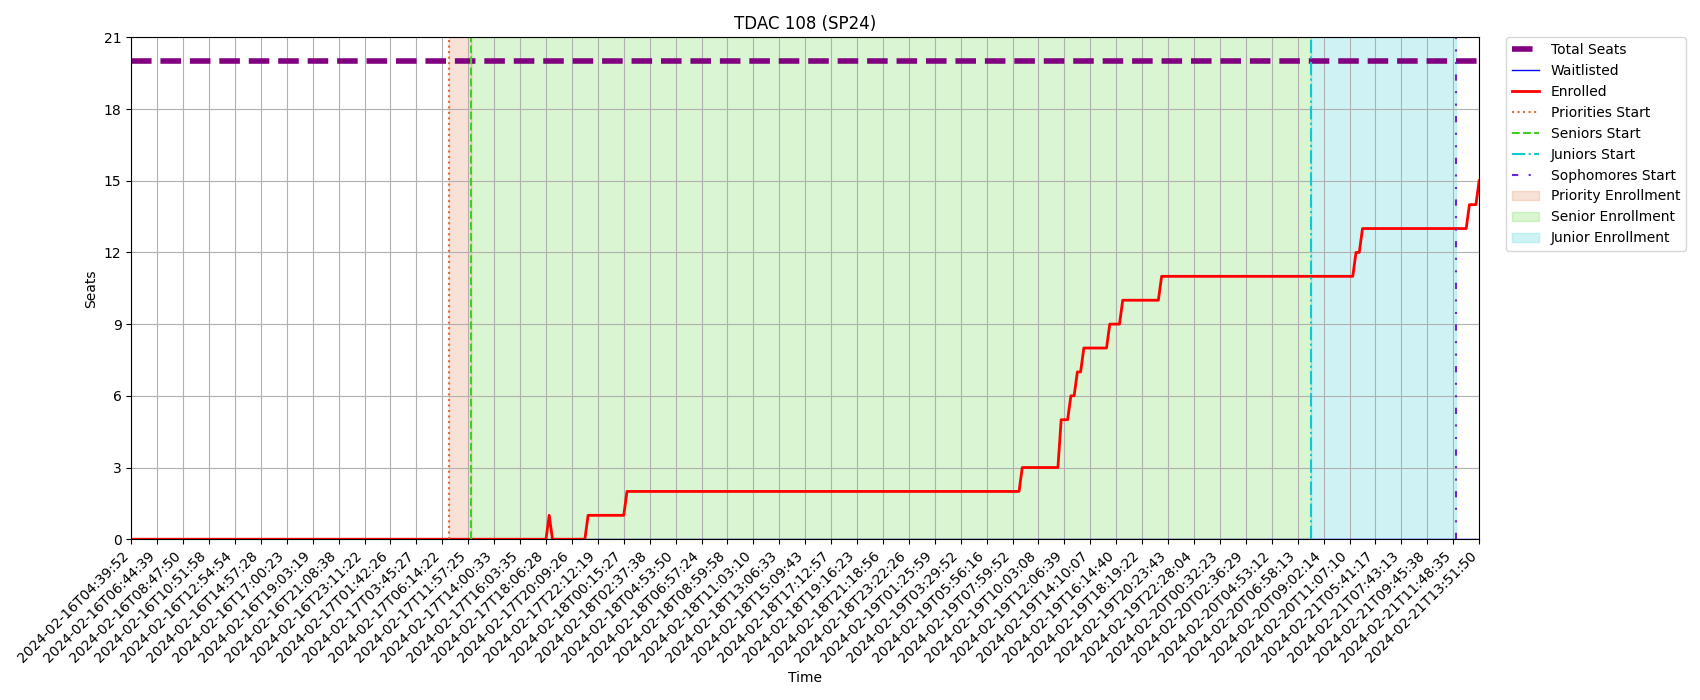 TDAC 108 (SP24)
21
18
15
12
9
6
3
0
Seats
2024-02-16T04:39:52
2024-02-16T06:44:39
2024-02-16T08:47:50
2024-02-16T10:51:58
2024-02-16T12:54:54
2024-02-16T14:57:28
2024-02-16T17:00:23
2024-02-16T19:03:19
2024-02-16T21:08:38
2024-02-16T23:11:22
2024-02-17T01:42:26
2024-02-17T03:45:27
2024-02-17T06:14:22
2024-02-17T11:57:25
2024-02-17T14:00:33
2024-02-17T16:03:35
2024-02-17T18:06:28
2024-02-17T20:09:26
2024-02-17T22:12:19
2024-02-18T00:15:27
2024-02-18T02:37:38
2024-02-18T04:53:50
2024-02-18T06:57:24
2024-02-18T08:59:58
2024-02-18T11:03:10
2024-02-18T13:06:33
2024-02-18T15:09:43
2024-02-18T17:12:57
2024-02-18T19:16:23
2024-02-18T21:18:56
2024-02-18T23:22:26
2024-02-19T01:25:59
2024-02-19T03:29:52
2024-02-19T05:56:16
2024-02-19T07:59:52
2024-02-19T10:03:08
2024-02-19T12:06:39
2024-02-19T14:10:07
2024-02-19T16:14:40
2024-02-19T18:19:22
2024-02-19T20:23:43
2024-02-19T22:28:04
2024-02-20T00:32:23
2024-02-20T02:36:29
2024-02-20T04:53:12
2024-02-20T06:58:13
2024-02-20T09:02:14
2024-02-20T11:07:10
2024-02-21T05:41:17
2024-02-21T07:43:13
2024-02-21T09:45:38
2024-02-21T11:48:35
2024-02-21T13:51:50
Time
Total Seats
Waitlisted
Enrolled
Priorities Start
Seniors Start
Juniors Start
Sophomores Start
Priority Enrollment
Senior Enrollment
Junior Enrollment